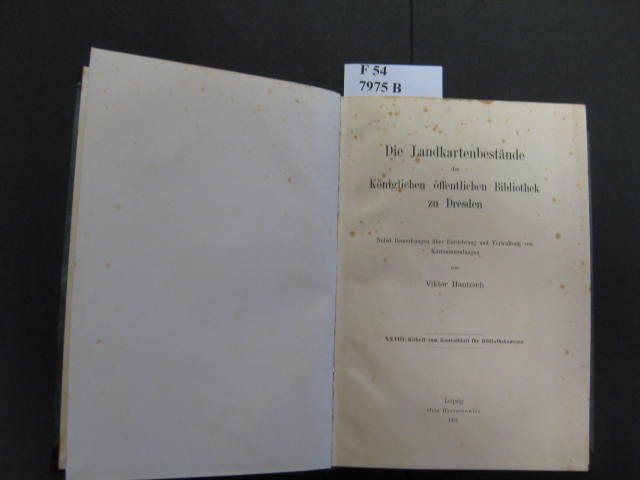 F 54
7975 B
Die Landkartenbestände
der
Königlichen öffentlichen Bibliothek
zu Dresden
Nebst Bemerkungen über Einrichtung und Verwaltung von
Kartensammlungen
von
Viktor Hantzsch
XXVIII. Beiheft zum Zentralblatt für Bibliothekswesen
Leipzig
Otto Harrassowitz